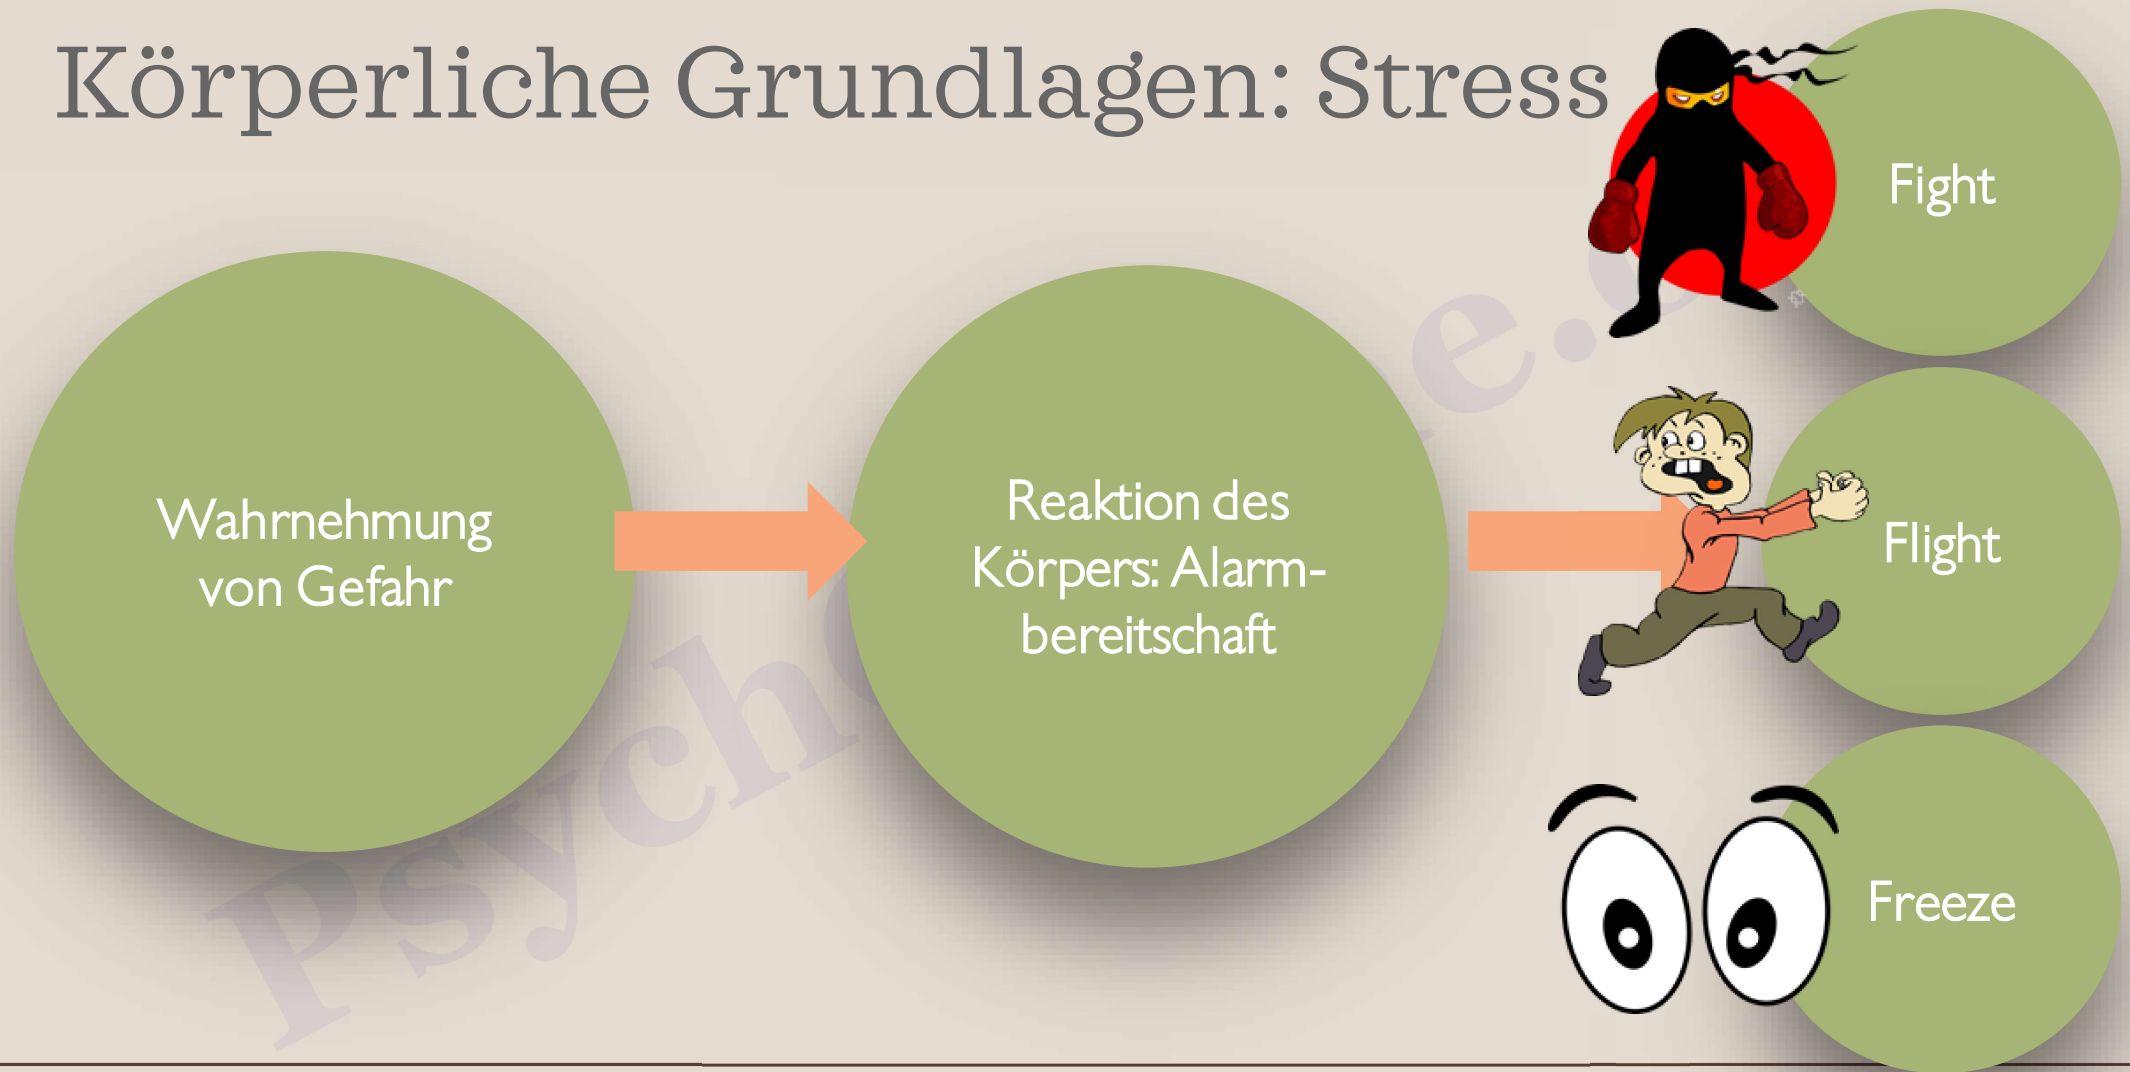 Körperliche Grundlagen: Stress
Wahrnehmung
von Gefahr
Reaktion des
Körpers: Alarm-
bereitschaft
Fight
Flight
Freeze